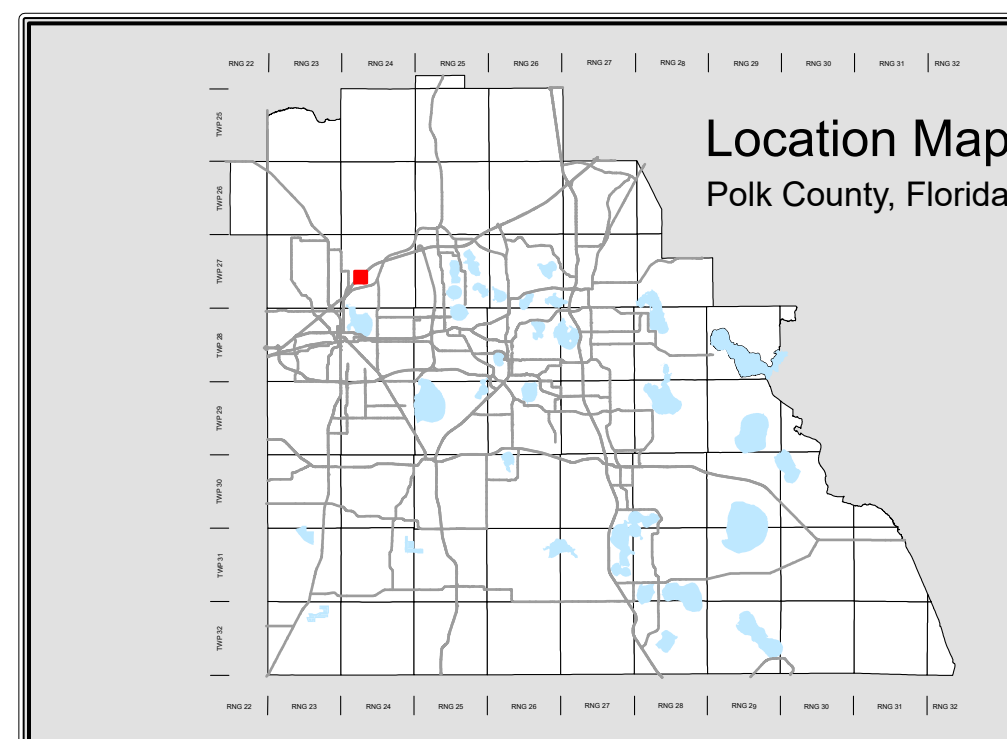 RNG 22 RNG 23 RNG 24 RNG 25 RNG 26 RNG 27 RNG 28 RNG 29 RNG 30 RNG 31 RNG 32
Location Map
Polk County, Florida
TWP 25
TWP 26
TWP 27
TWP 28
TWP 29
TWP 30
TWP 31
TWP 32
RNG 22 RNG 23 RNG 24 RNG 25 RNG 26 RNG 27 RNG 28 RNG 29 RNG 30 RNG 31 RNG 32